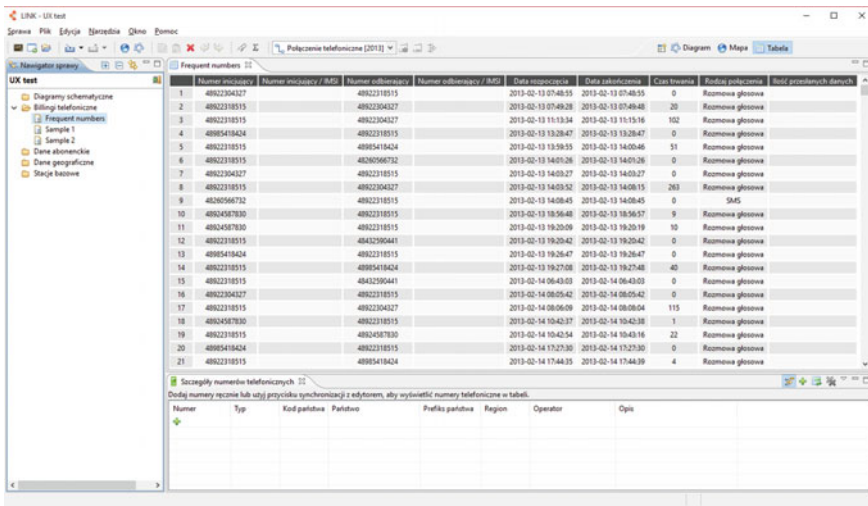 LINK - UX test
Sprawa Plik Edycja Narzędzia Okno Pomoc
Połączenie telefoniczne [2013] Diagram Mapa Tabela
Nawigator sprawy
UX test
Diagramy schematyczne
Billingi telefoniczne
Frequent numbers
Sample 1
Sample 2
Dane abonenckie
Dane geograficzne
Stacje bazowe
Frequent numbers
Numer inicjujący Numer inicjujący / IMSI Numer odbierający Numer odbierający / IMSI Data rozpoczęcia Data zakończenia Czas trwania Rodzaj połączenia Ilość przesłanych danych
1 48922304327 48922318515 2013-02-13 07:48:55 2013-02-13 07:48:55 0 Rozmowa głosowa
2 48922318515 48922304327 2013-02-13 07:49:28 2013-02-13 07:49:48 20 Rozmowa głosowa
3 48922318515 48922304327 2013-02-13 11:13:34 2013-02-13 11:15:16 102 Rozmowa głosowa
4 48985418424 48922318515 2013-02-13 13:28:47 2013-02-13 13:28:47 0 Rozmowa głosowa
5 48922318515 48985418424 2013-02-13 13:59:55 2013-02-13 14:00:46 51 Rozmowa głosowa
6 48922318515 48260566732 2013-02-13 14:01:26 2013-02-13 14:01:26 0 Rozmowa głosowa
7 48922304327 48922318515 2013-02-13 14:03:27 2013-02-13 14:03:27 0 Rozmowa głosowa
8 48922318515 48922304327 2013-02-13 14:03:52 2013-02-13 14:08:15 263 Rozmowa głosowa
9 48260566732 48922318515 2013-02-13 14:08:45 2013-02-13 14:08:45 0 SMS
10 48924587830 48922318515 2013-02-13 18:56:48 2013-02-13 18:56:57 9 Rozmowa głosowa
11 48924587830 48922318515 2013-02-13 19:20:09 2013-02-13 19:20:19 10 Rozmowa głosowa
12 48922318515 48432590441 2013-02-13 19:20:42 2013-02-13 19:20:42 0 Rozmowa głosowa
13 48985418424 48922318515 2013-02-13 19:26:47 2013-02-13 19:26:47 0 Rozmowa głosowa
14 48922318515 48985418424 2013-02-13 19:27:08 2013-02-13 19:27:48 40 Rozmowa głosowa
15 48922318515 48432590441 2013-02-14 06:43:03 2013-02-14 06:43:03 0 Rozmowa głosowa
16 48922304327 48922318515 2013-02-14 08:05:42 2013-02-14 08:05:42 0 Rozmowa głosowa
17 48922318515 48922304327 2013-02-14 08:06:09 2013-02-14 08:08:04 115 Rozmowa głosowa
18 48924587830 48922318515 2013-02-14 10:42:37 2013-02-14 10:42:38 1 Rozmowa głosowa
19 48922318515 48924587830 2013-02-14 10:42:54 2013-02-14 10:43:16 22 Rozmowa głosowa
20 48985418424 48922318515 2013-02-14 17:27:30 2013-02-14 17:27:30 0 Rozmowa głosowa
21 48922318515 48985418424 2013-02-14 17:44:35 2013-02-14 17:44:39 4 Rozmowa głosowa
Szczegóły numerów telefonicznych
Dodaj numery ręcznie lub użyj przycisku synchronizacji z edytorem, aby wyświetlić numery telefoniczne w tabeli.
Numer Typ Kod państwa Państwo Prefiks państwa Region Operator Opis